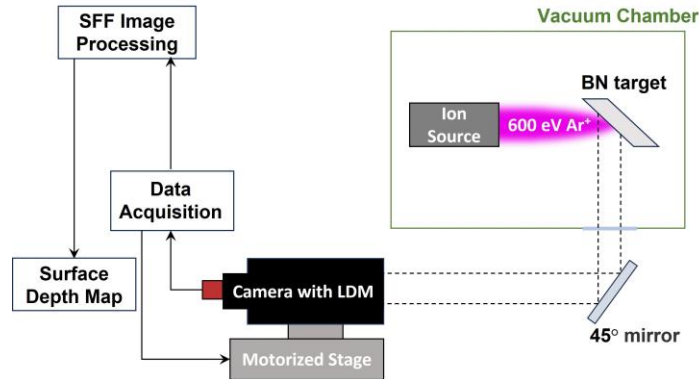 SFF Image
Processing
Vacuum Chamber
BN target
Ion
Source
600 eV Ar⁺
Data
Acquisition
Surface
Depth Map
Camera with LDM
45° mirror
Motorized Stage